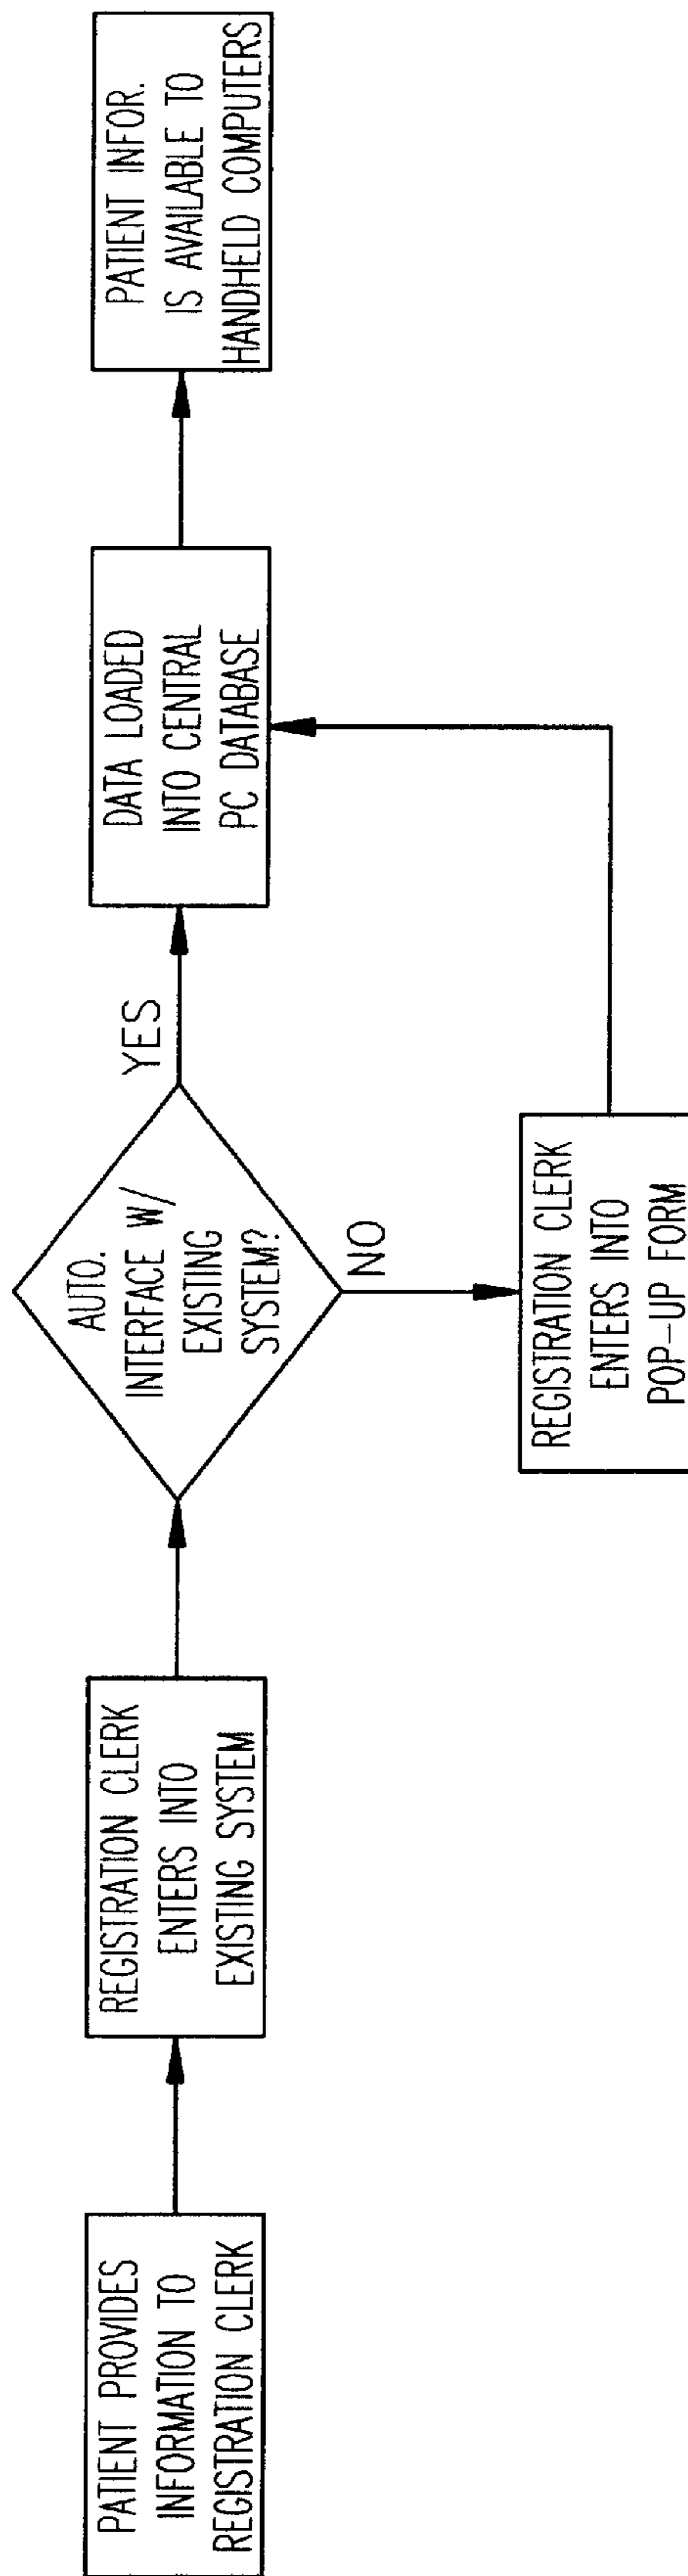 PATIENT PROVIDES
INFORMATION TO
REGISTRATION CLERK
REGISTRATION CLERK
ENTERS INTO
EXISTING SYSTEM
AUTO.
INTERFACE W/
EXISTING
SYSTEM?
YES
NO
REGISTRATION CLERK
ENTERS INTO
POP-UP FORM
DATA LOADED
INTO CENTRAL
PC DATABASE
PATIENT INFOR.
IS AVAILABLE TO
HANDHELD COMPUTERS